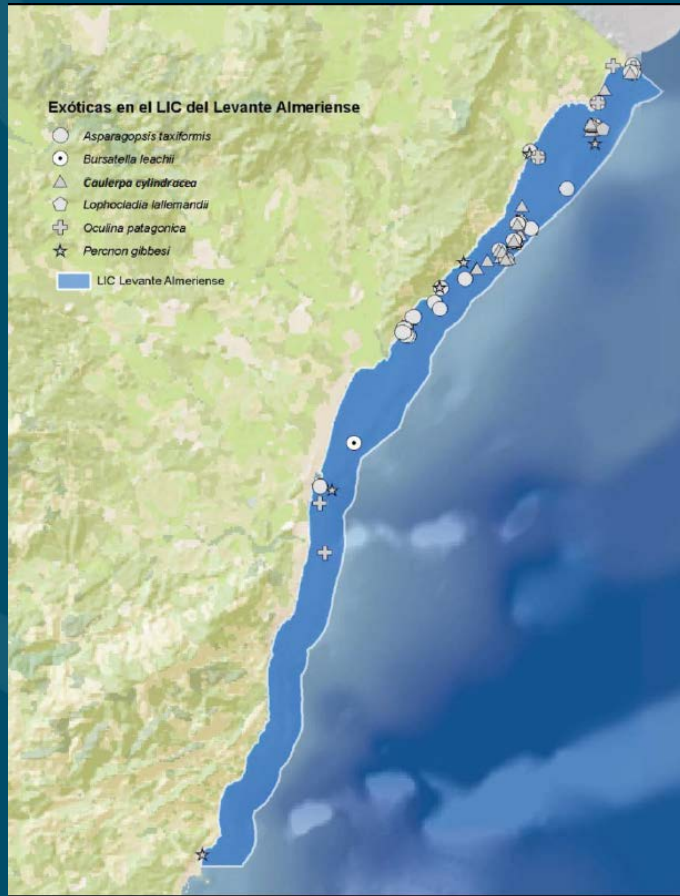 Exóticas en el LIC del Levante Almeriense
Asparagopsis taxiformis
Bursatella leachii
Caulerpa cylindracea
Lophocladia lallemandii
Oculina patagonica
Percnon gibbesi
LIC Levante Almeriense